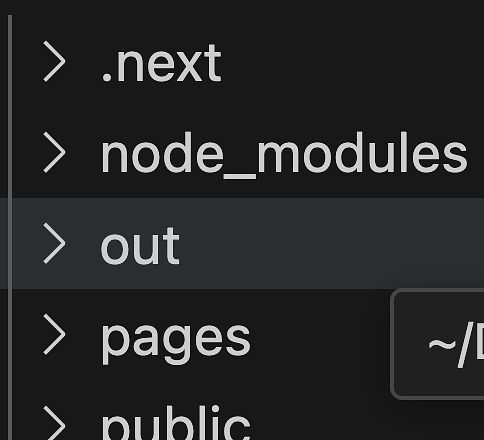 .next
node_modules
out
pages
~/D
public